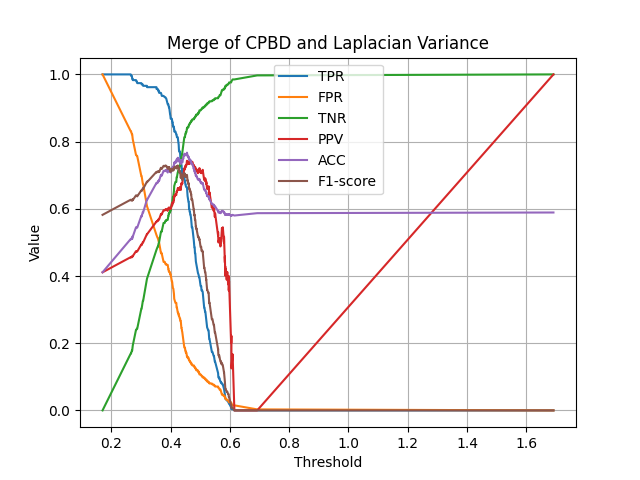 Merge of CPBD and Laplacian Variance
TPR
FPR
TNR
PPV
ACC
F1-score
1.0
0.8
0.6
0.4
0.2
0.0
Value
0.2 0.4 0.6 0.8 1.0 1.2 1.4 1.6
Threshold